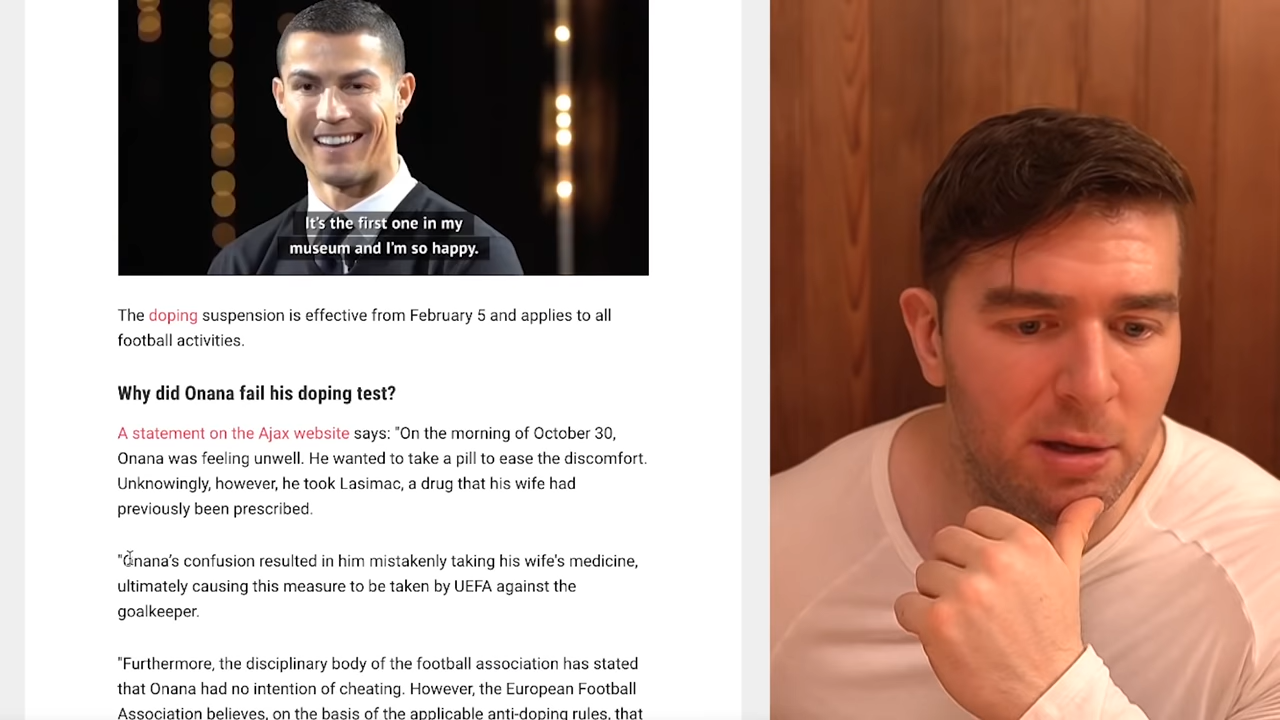 It's the first one in my
museum and I'm so happy.
The doping suspension is effective from February 5 and applies to all
football activities.
Why did Onana fail his doping test?
A statement on the Ajax website says: "On the morning of October 30,
Onana was feeling unwell. He wanted to take a pill to ease the discomfort.
Unknowingly, however, he took Lasimac, a drug that his wife had
previously been prescribed.
"Onana’s confusion resulted in him mistakenly taking his wife's medicine,
ultimately causing this measure to be taken by UEFA against the
goalkeeper.
"Furthermore, the disciplinary body of the football association has stated
that Onana had no intention of cheating. However, the European Football
Association believes, on the basis of the applicable anti-doping rules, that